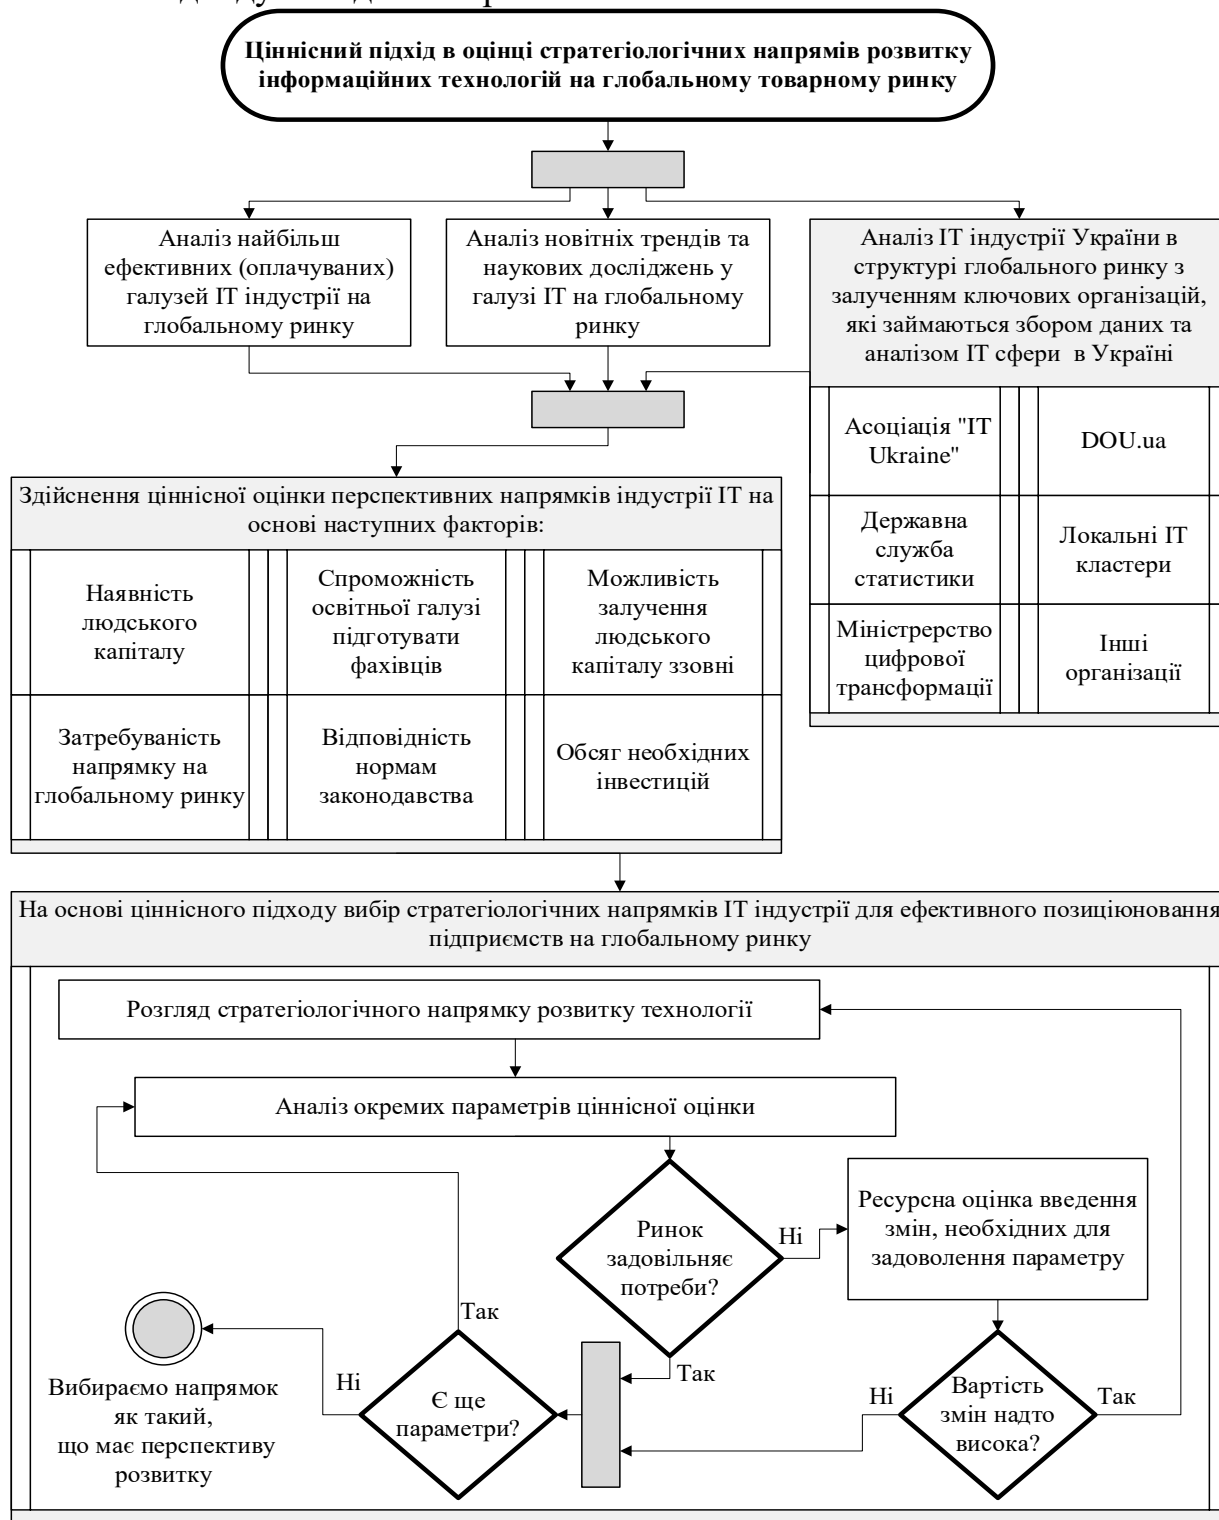 Ціннісний підхід в оцінці стратегіологічних напрямів розвитку
інформаційних технологій на глобальному товарному ринку
Аналіз найбільш
ефективних (оплачуваних)
галузей ІТ індустрії на
глобальному ринку
Аналіз новітніх трендів та
наукових досліджень у
галузі ІТ на глобальному
ринку
Аналіз ІТ індустрії України в
структурі глобального ринку з
залученням ключових організацій,
які займаються збором даних та
аналізом ІТ сфери в Україні
Асоціація "IT
Ukraine"
DOU.ua
Державна
служба
статистики
Локальні ІТ
кластери
Міністрерство
цифрової
трансформації
Інші
організації
Здійснення ціннісної оцінки перспективних напрямків індустрії ІТ на
основі наступних факторів:
Наявність
людського
капіталу
Спроможність
освітньої галузі
підготувати
фахівців
Можливість
залучення
людського
капіталу ззовні
Затребуваність
напрямку на
глобальному ринку
Відповідність
нормам
законодавства
Обсяг необхідних
інвестицій
На основі ціннісного підходу вибір стратегіологічних напрямків ІТ індустрії для ефективного позиціюновання
підприємств на глобальному ринку
Розгляд стратегіологічного напрямку розвитку технології
Аналіз окремих параметрів ціннісної оцінки
Ринок
задовільняє
потреби?
Ні
Ресурсна оцінка введення
змін, необхідних для
задоволення параметру
Так
Так
Вибираємо напрямок
як такий,
що має перспективу
розвитку
Ні
Є ще
параметри?
Ні
Вартість
змін надто
висока?
Так